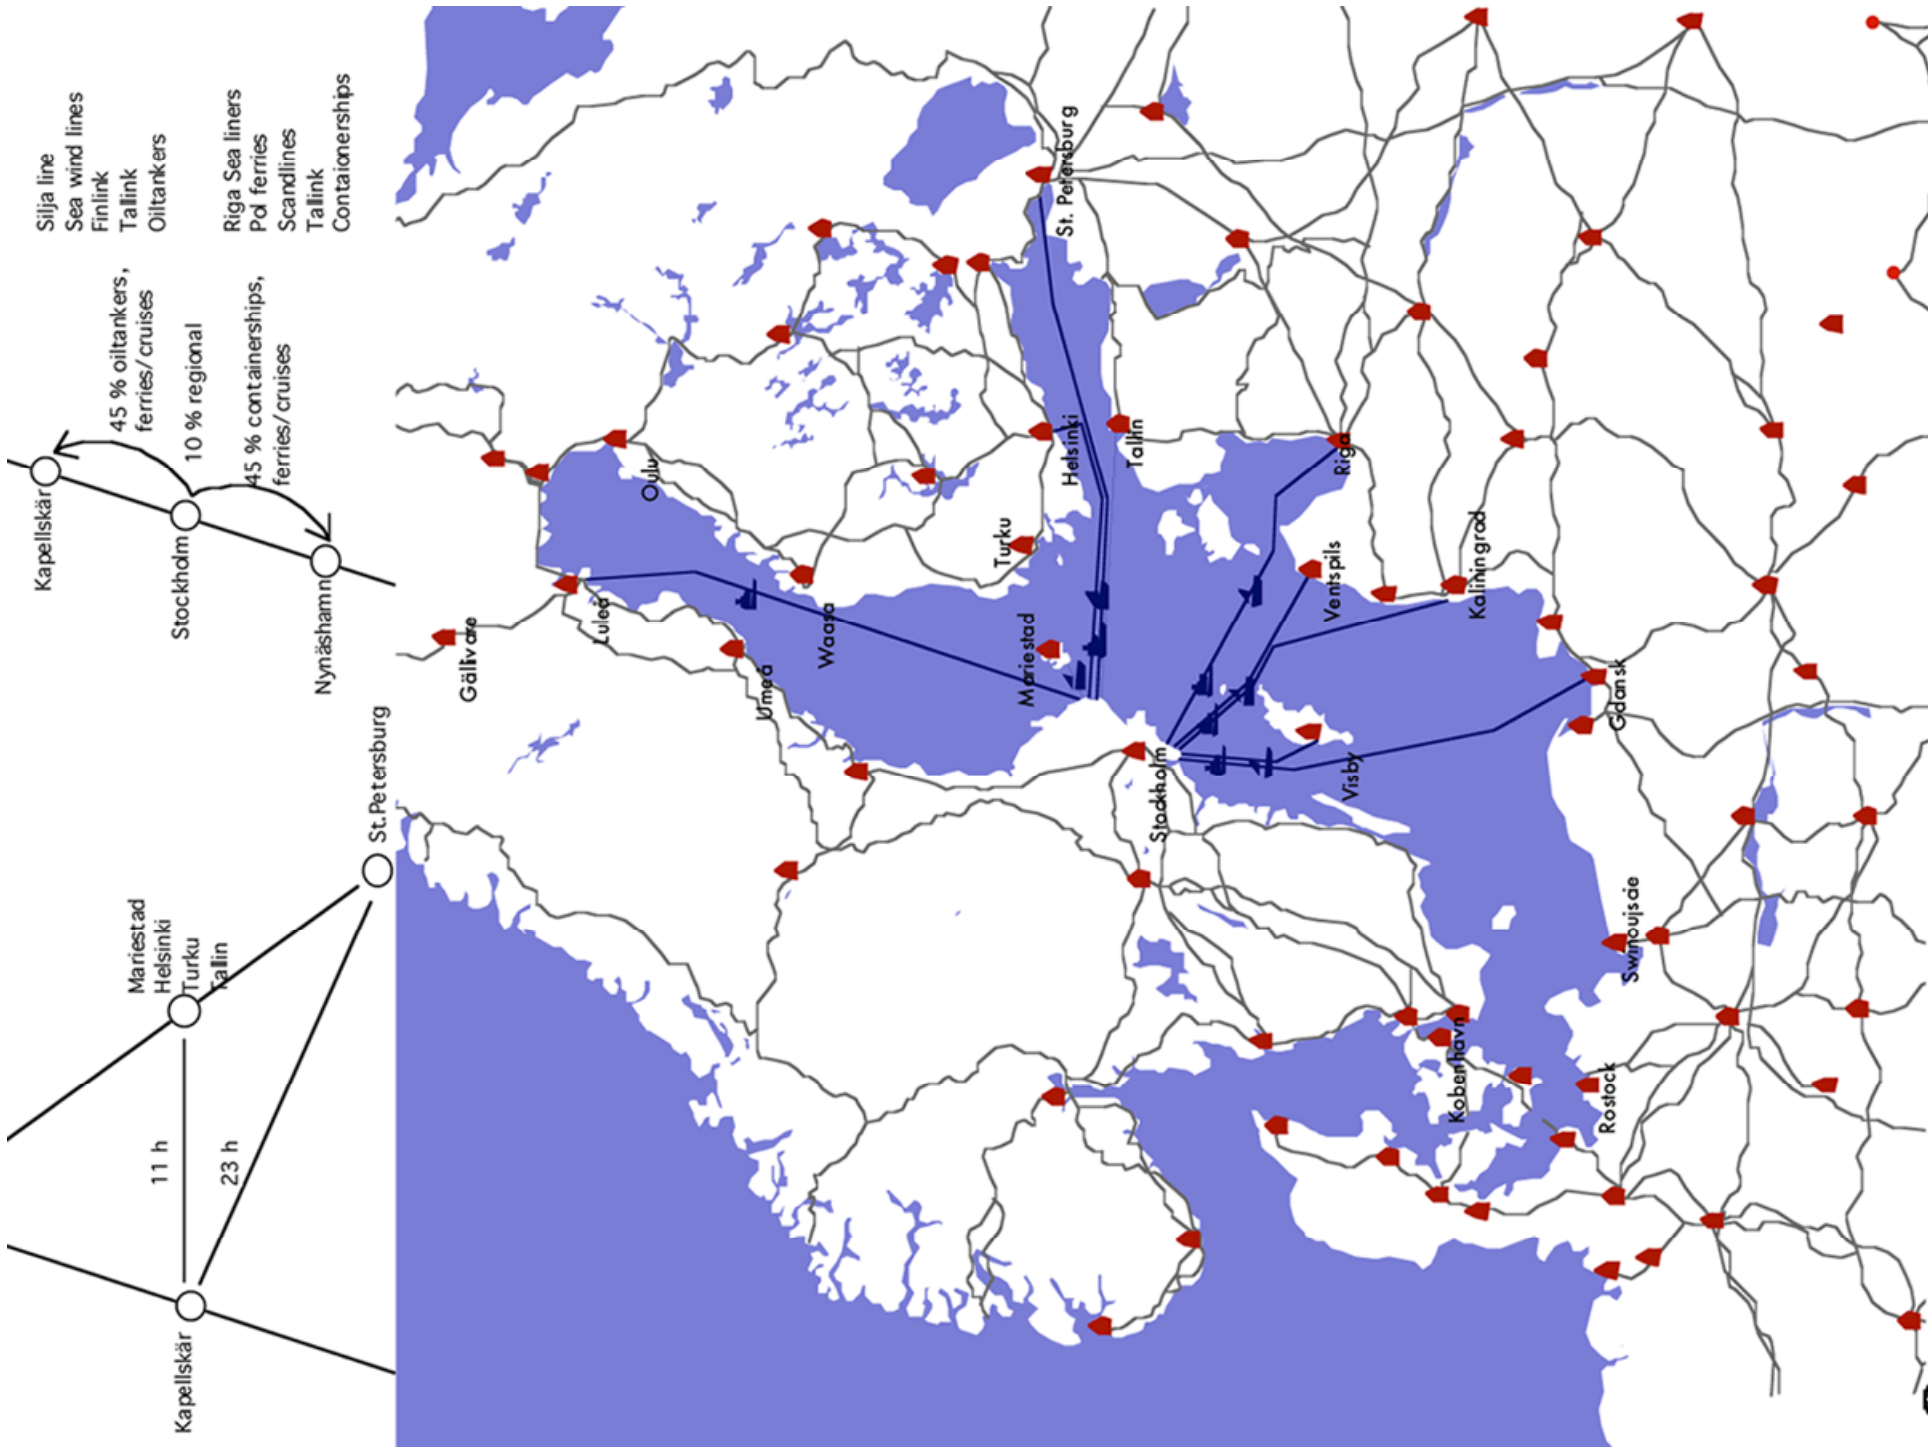 Kapellskär
11 h
23 h
Mariestad
Helsinki
Turku
Tallin
St.Petersburg
Kapellskär
Stockholm
Nynäshamn
45 % oiltankers,
ferries/cruises
10 % regional
45 % containerships,
ferries/cruises
Silja line
Sea wind lines
Finlink
Tallink
Oiltankers
Riga Sea liners
Pol ferries
Scandlines
Tallink
Contaionerships
Gällivare
Luleå
Oulu
Umeå
Waasa
Turku
Mariestad
Helsinki
St. Petersburg
Tallin
Stockholm
Ventspils
Riga
Visby
Kaliningrad
Kobenhavn
Rostock
Gdansk
Swinoujscie